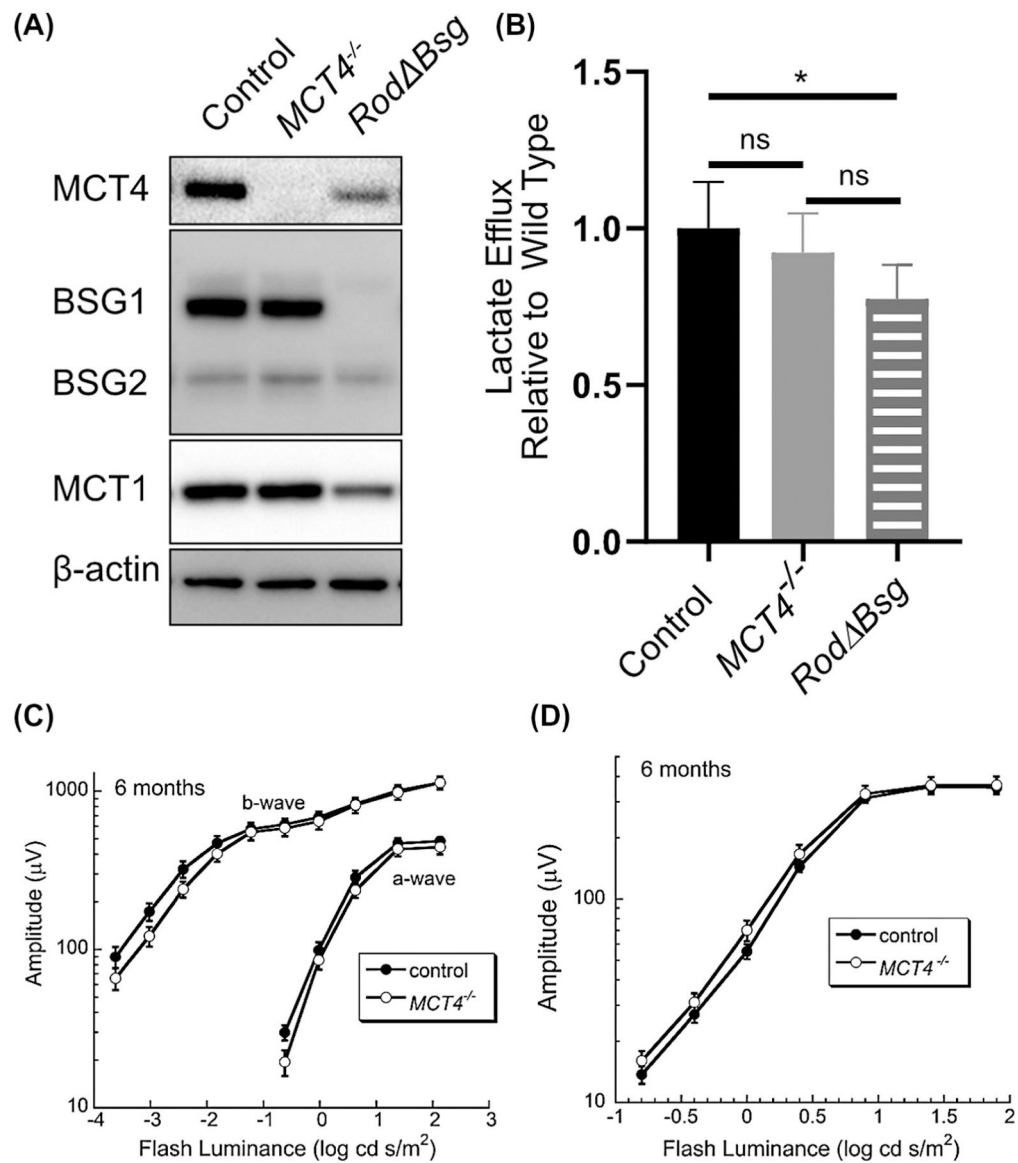 (A)
Control
MCT4-/-
RodΔBsg
MCT4
BSG1
BSG2
MCT1
β-actin
(B)
Lactate Efflux
Relative to Wild Type
1.5
1.0
0.5
0.0
*
ns
ns
Control
MCT4-/-
RodΔBsg
(C)
6 months
b-wave
a-wave
Amplitude (μV)
1000
100
10
control
MCT4-/-
-4 -3 -2 -1 0 1 2 3
Flash Luminance (log cd s/m²)
(D)
6 months
Amplitude (μV)
100
10
control
MCT4-/-
-1 -0.5 0 0.5 1 1.5 2
Flash Luminance (log cd s/m²)